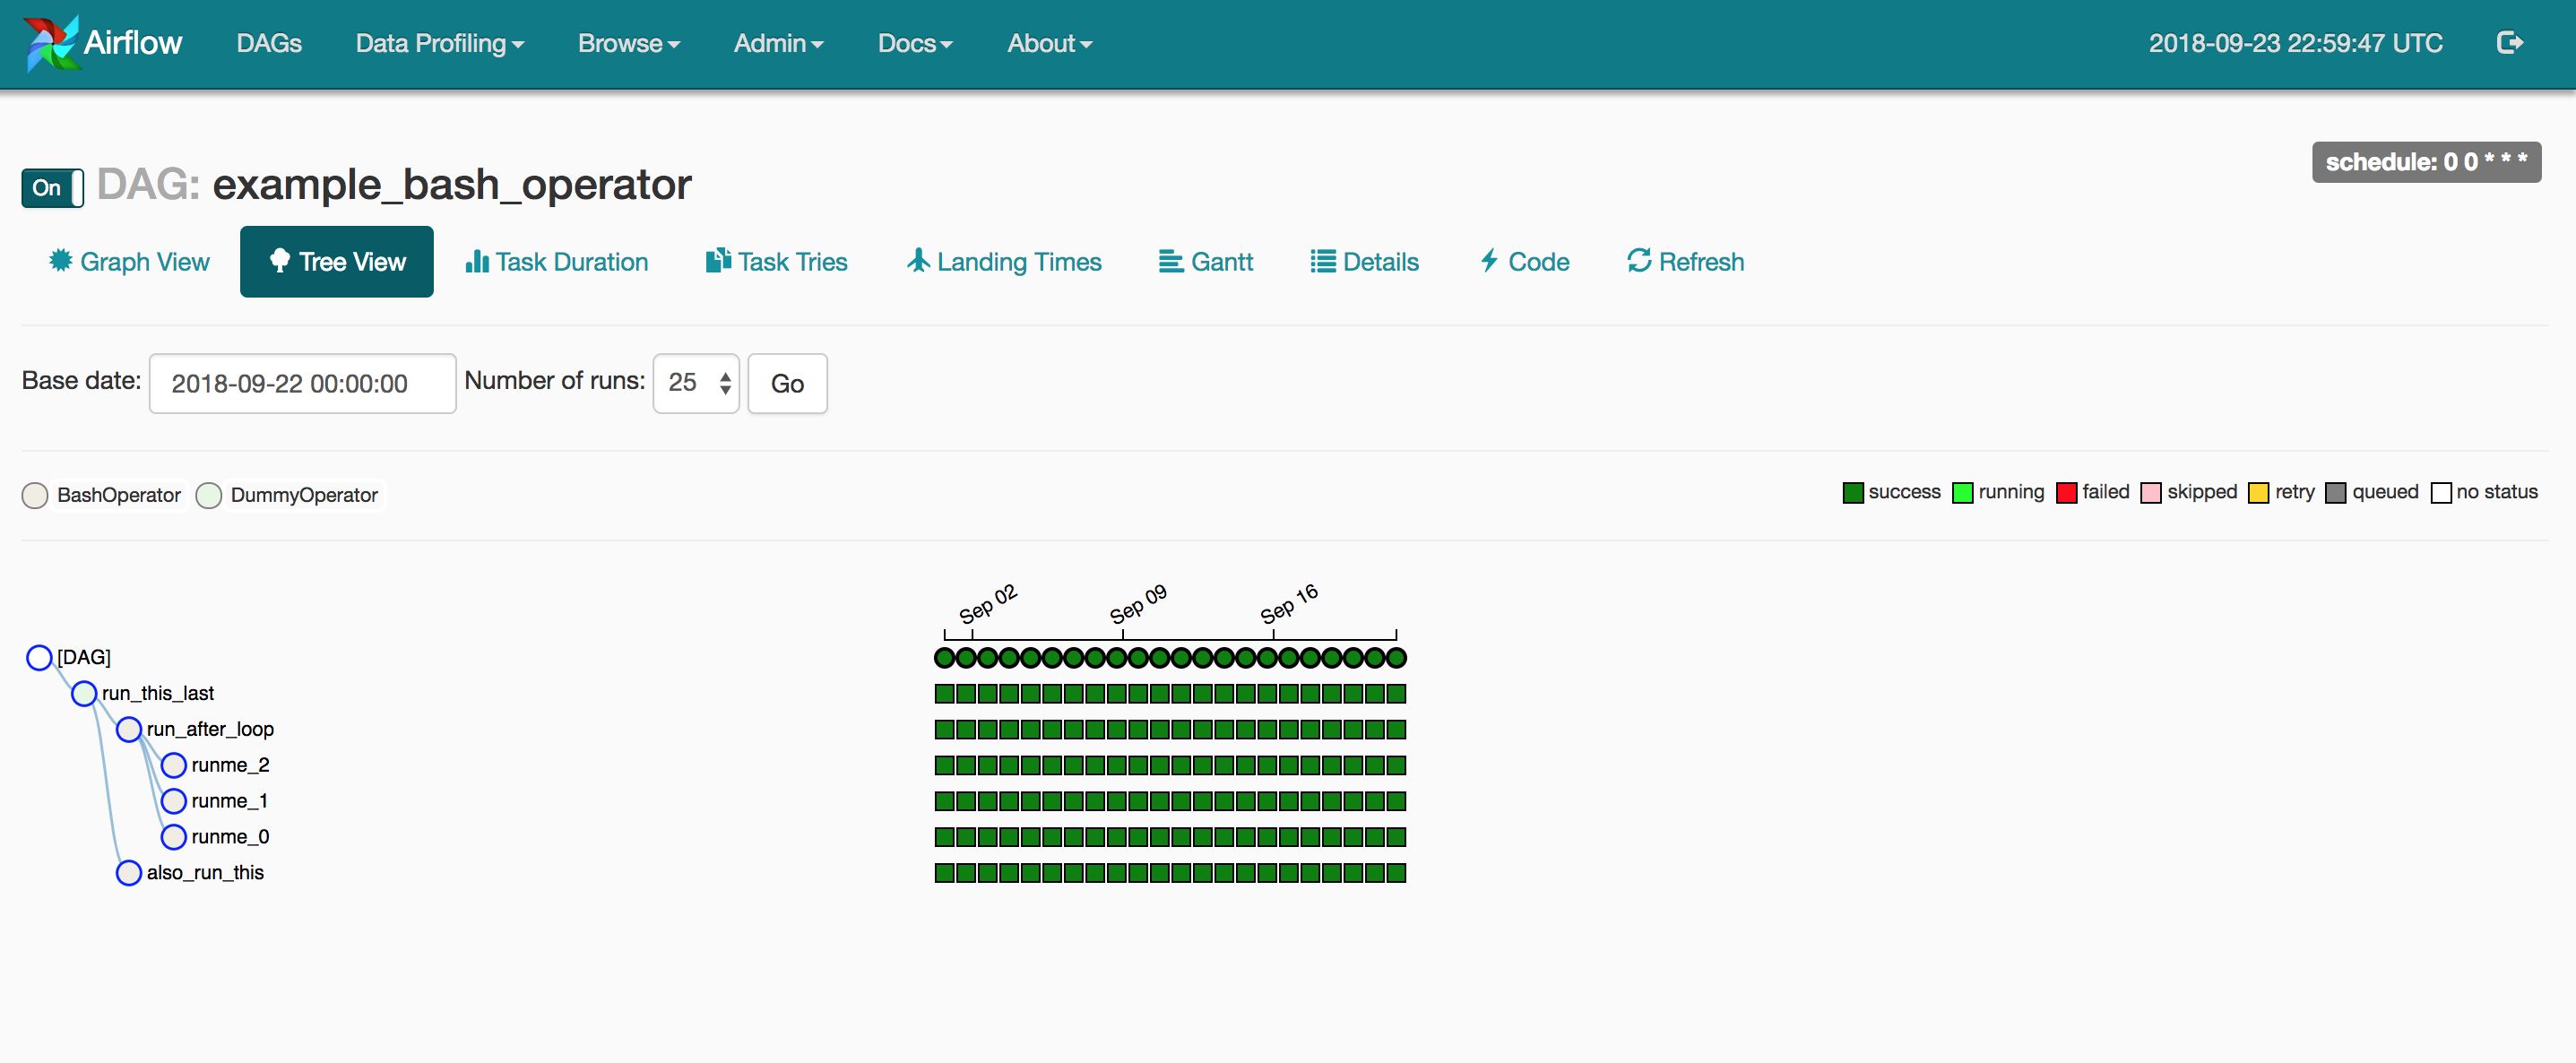 Airflow DAGs Data Profiling Browse Admin Docs About 2018-09-23 22:59:47 UTC
schedule: 0 0 * * *
On DAG: example_bash_operator
Graph View Tree View Task Duration Task Tries Landing Times Gantt Details Code Refresh
Base date: 2018-09-22 00:00:00 Number of runs: 25 Go
BashOperator DummyOperator success running failed skipped retry queued no status
Sep 02 Sep 09 Sep 16
[DAG]
run_this_last
run_after_loop
runme_2
runme_1
runme_0
also_run_this